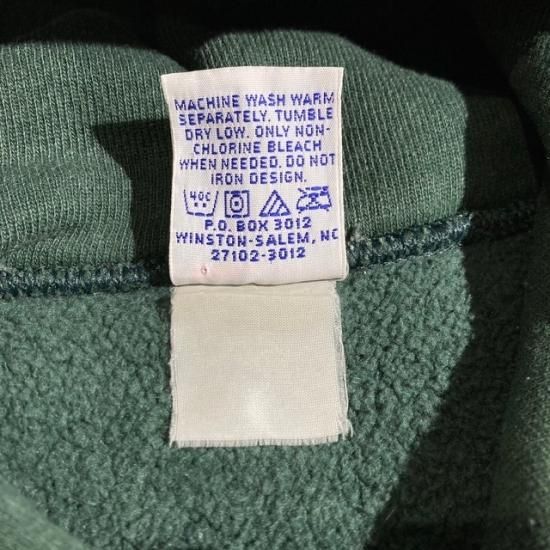 MACHINE WASH WARM
SEPARATELY. TUMBLE
DRY LOW. ONLY NON-
CHLORINE BLEACH
WHEN NEEDED. DO NOT
IRON DESIGN.
40C
P.O. BOX 3012
WINSTON-SALEM, NC
27102-3012